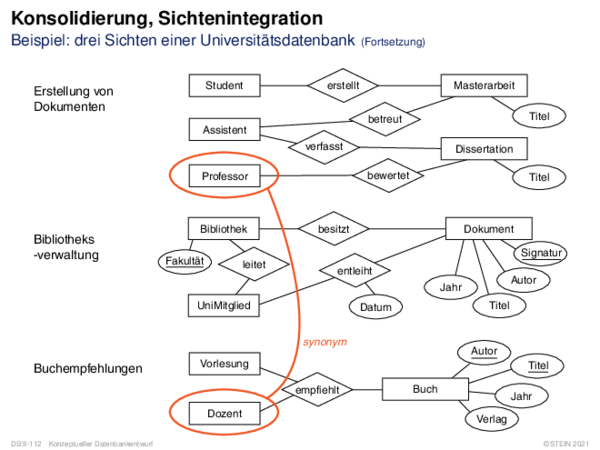 Konsolidierung, Sichtenintegration
Beispiel: drei Sichten einer Universitätsdatenbank (Fortsetzung)
Erstellung von
Dokumenten
Student
erstellt
Masterarbeit
Titel
betreut
Assistent
verfasst
Dissertation
Professor
bewertet
Titel
Bibliotheks
-verwaltung
Bibliothek
besitzt
Dokument
Fakultät
leitet
entleiht
Signatur
Autor
Jahr
Titel
UniMitglied
Datum
synonym
Buchempfehlungen
Vorlesung
empfiehlt
Buch
Autor
Titel
Jahr
Verlag
Dozent
DB:II-112 Konzeptueller Datenbankentwurf
©STEIN 2021